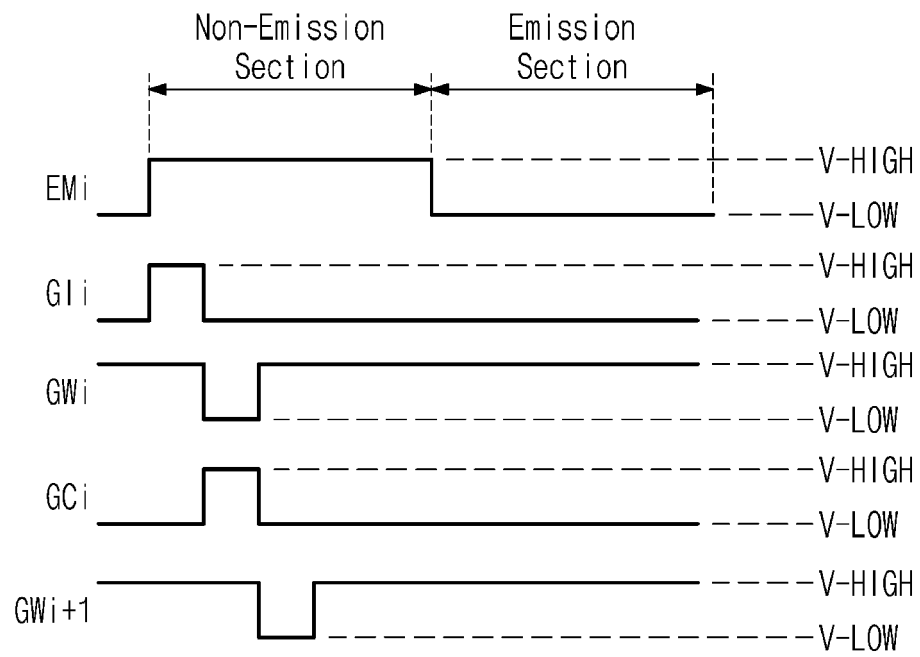 Non-Emission
Section
Emission
Section
EMi
V-HIGH
V-LOW
GIi
V-HIGH
V-LOW
GWi
V-HIGH
V-LOW
GCi
V-HIGH
V-LOW
GWi+1
V-HIGH
V-LOW